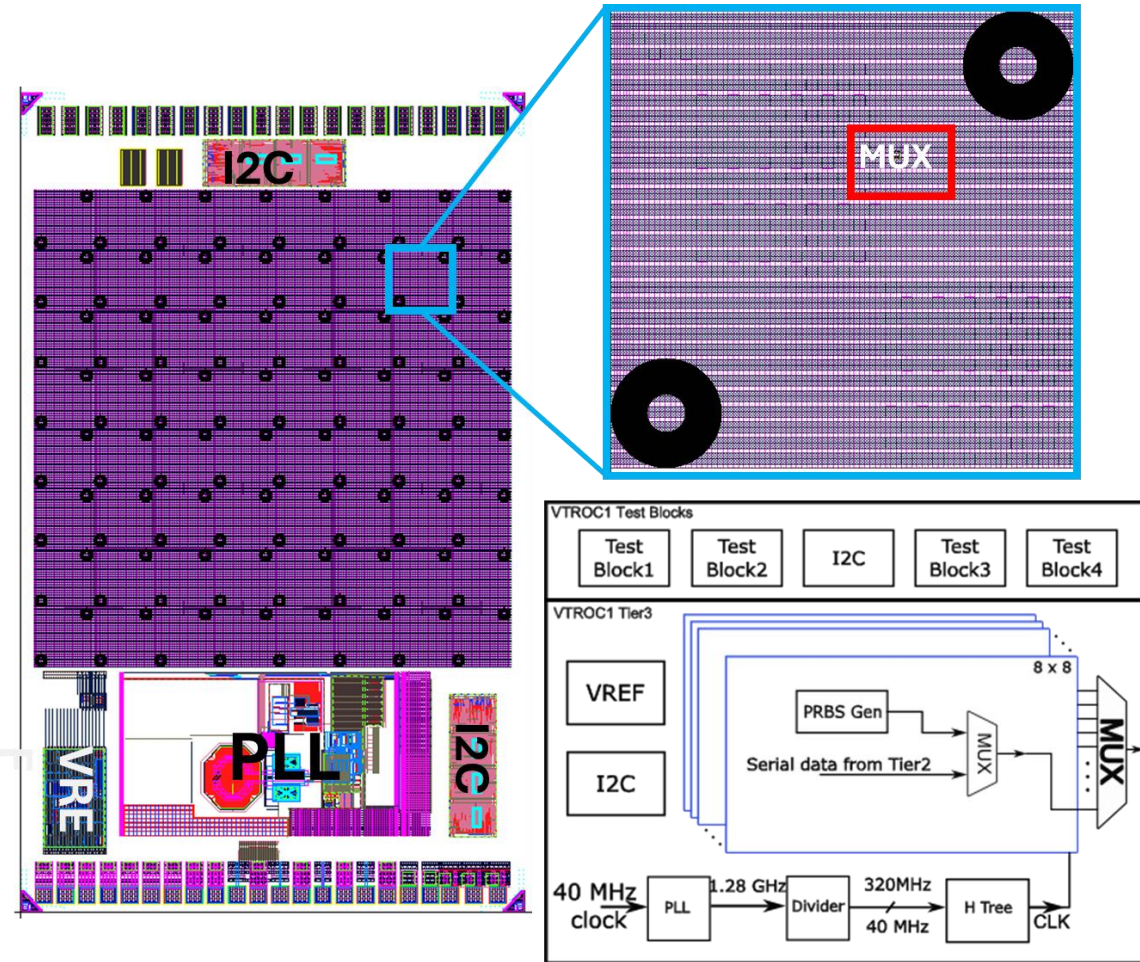 I2C
MUX
PLL
I2C
VRE
F
VTROC1 Test Blocks
Test
Block1
Test
Block2
I2C
Test
Block3
Test
Block4
VTROC1 Tier3
8 x 8
VREF
I2C
PRBS Gen
Serial data from Tier2
MUX
MUX
40 MHz
clock
PLL
1.28 GHz
Divider
320MHz
40 MHz
H Tree
CLK